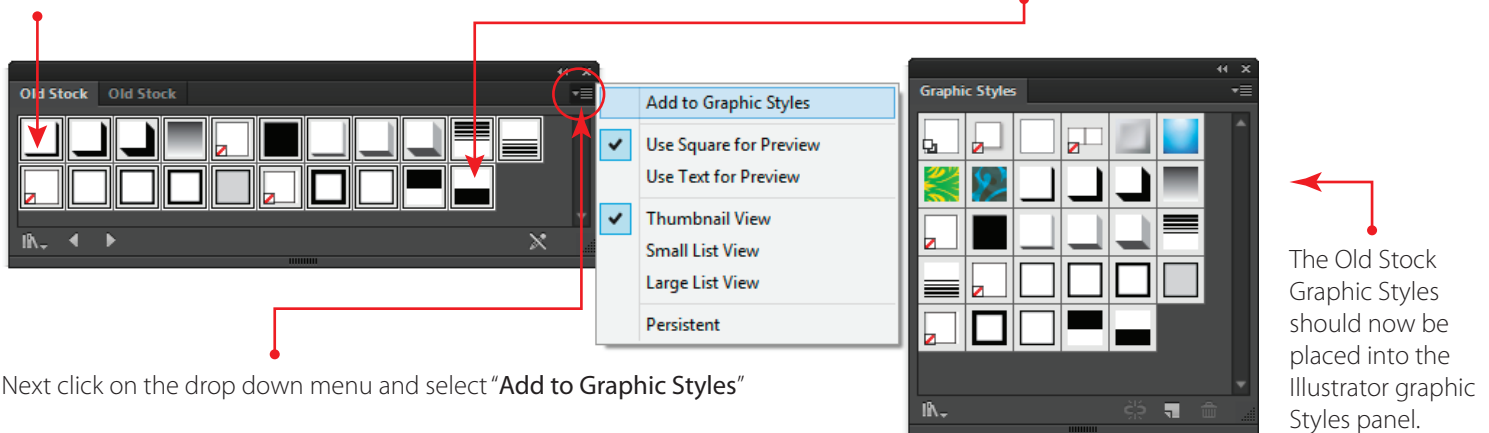 Old Stock Old Stock
Add to Graphic Styles
Use Square for Preview
Use Text for Preview
Thumbnail View
Small List View
Large List View
Persistent
Next click on the drop down menu and select “Add to Graphic Styles”
Graphic Styles
The Old Stock
Graphic Styles
should now be
placed into the
Illustrator graphic
Styles panel.